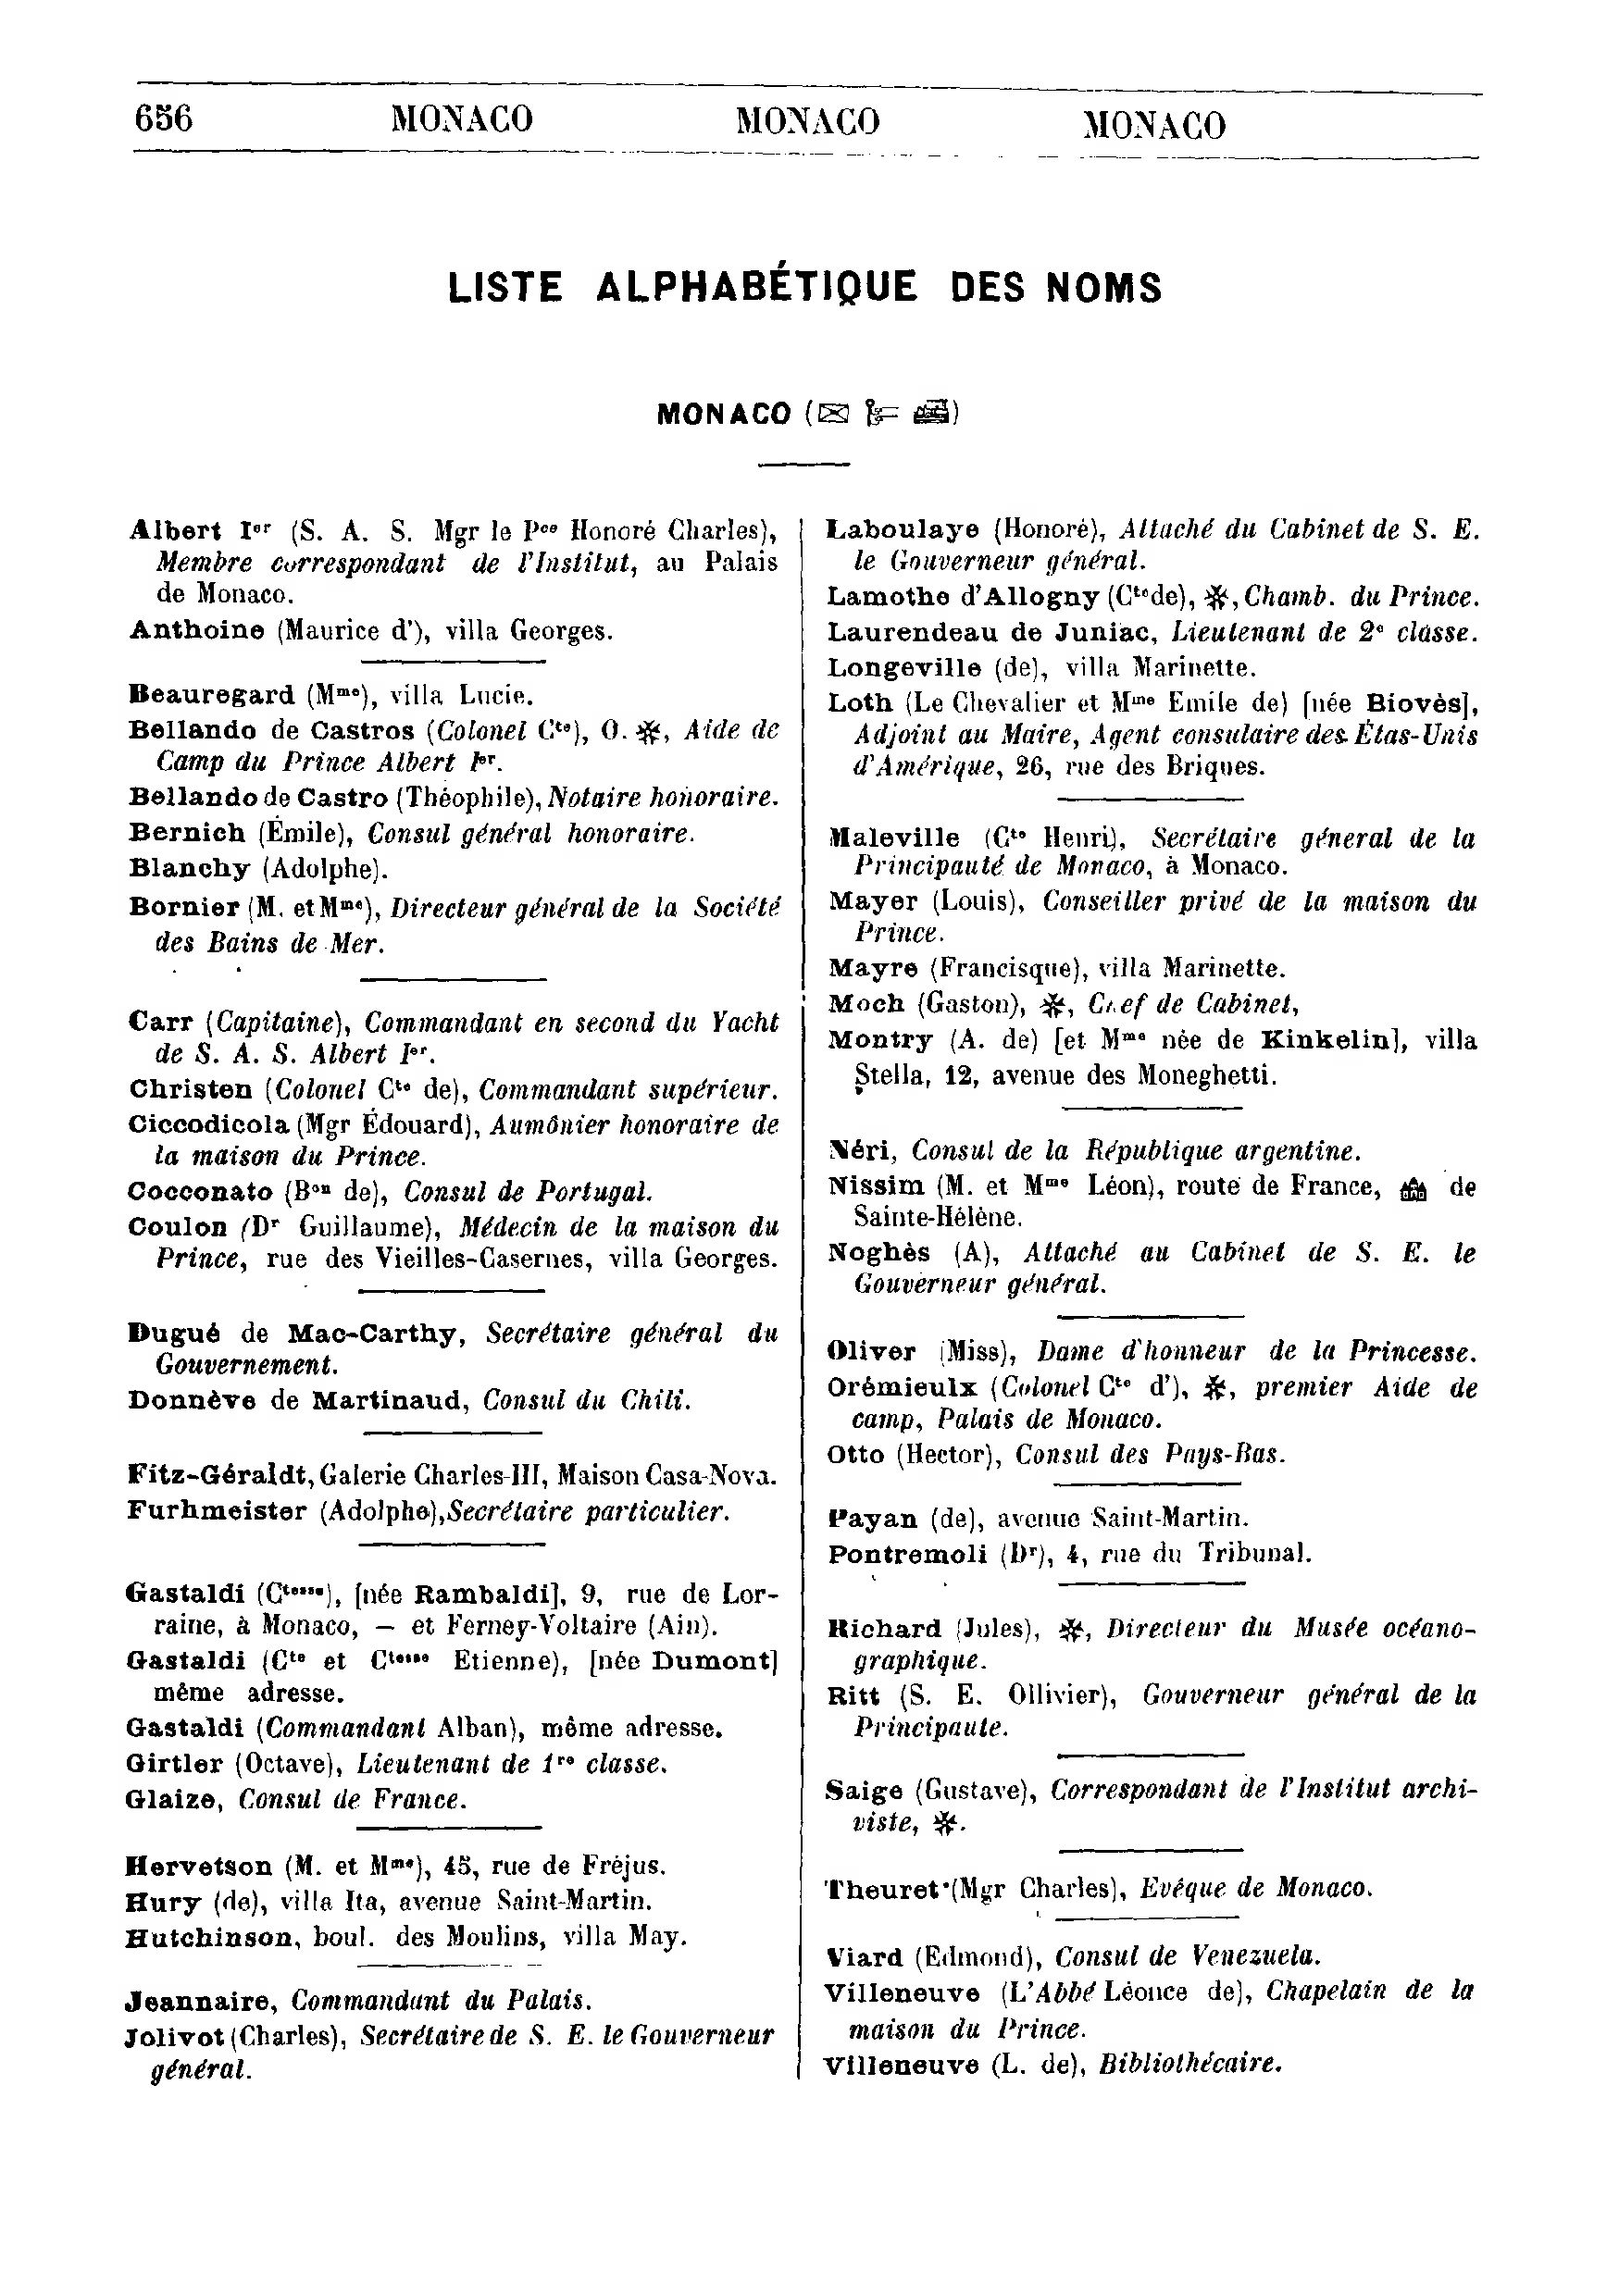 656 MONACO MONACO MONACO
LISTE ALPHABÉTIQUE DES NOMS
MONACO ( )
Albert Ier (S. A. S. Mgr le Pce Honoré Charles),
Membre correspondant de l'Institut, au Palais
de Monaco.
Anthoine (Maurice d'), villa Georges.
Beauregard (Mme), villa Lucie.
Bellando de Castros (Colonel Cte), O. ✻, Aide de
Camp du Prince Albert Ier.
Bellando de Castro (Théophile), Notaire honoraire.
Bernich (Émile), Consul général honoraire.
Blanchy (Adolphe).
Bornier (M. et Mme), Directeur général de la Société
des Bains de Mer.
Carr (Capitaine), Commandant en second du Yacht
de S. A. S. Albert Ier.
Christen (Colonel Cte de), Commandant supérieur.
Ciccodicola (Mgr Édouard), Aumônier honoraire de
la maison du Prince.
Cocconato (Bon de), Consul de Portugal.
Coulon (Dr Guillaume), Médecin de la maison du
Prince, rue des Vieilles-Casernes, villa Georges.
Dugué de Mac-Carthy, Secrétaire général du
Gouvernement.
Donnève de Martinaud, Consul du Chili.
Fitz-Géraldt, Galerie Charles-III, Maison Casa-Nova.
Furhmeister (Adolphe), Secrétaire particulier.
Gastaldi (Ctesse), [née Rambaldi], 9, rue de Lor-
raine, à Monaco, — et Ferney-Voltaire (Ain).
Gastaldi (Cte et Ctesse Etienne), [née Dumont]
même adresse.
Gastaldi (Commandant Alban), même adresse.
Girtler (Octave), Lieutenant de 1re classe.
Glaize, Consul de France.
Hervetson (M. et Mme), 45, rue de Fréjus.
Hury (de), villa Ita, avenue Saint-Martin.
Hutchinson, boul. des Moulins, villa May.
Jeannaire, Commandant du Palais.
Jolivot (Charles), Secrétaire de S. E. le Gouverneur
général.
Laboulaye (Honoré), Attaché du Cabinet de S. E.
le Gouverneur général.
Lamothe d'Allogny (Cte de), ✻, Chamb. du Prince.
Laurendeau de Juniac, Lieutenant de 2e classe.
Longeville (de), villa Marinette.
Loth (Le Chevalier et Mme Emile de) [née Biovès],
Adjoint au Maire, Agent consulaire des Étas-Unis
d'Amérique, 26, rue des Briques.
Maleville (Cte Henri), Secrétaire géneral de la
Principauté de Monaco, à Monaco.
Mayer (Louis), Conseiller privé de la maison du
Prince.
Mayre (Francisque), villa Marinette.
Moch (Gaston), ✻, Chef de Cabinet,
Montry (A. de) [et Mme née de Kinkelin], villa
Stella, 12, avenue des Moneghetti.
Néri, Consul de la République argentine.
Nissim (M. et Mme Léon), route de France, de
Sainte-Hélène.
Noghès (A), Attaché au Cabinet de S. E. le
Gouverneur général.
Oliver (Miss), Dame d'honneur de la Princesse.
Orémieulx (Colonel Cte d'), ✻, premier Aide de
camp, Palais de Monaco.
Otto (Hector), Consul des Pays-Bas.
Payan (de), avenue Saint-Martin.
Pontremoli (Dr), 4, rue du Tribunal.
Richard (Jules), ✻, Directeur du Musée océano-
graphique.
Ritt (S. E. Ollivier), Gouverneur général de la
Principaute.
Saige (Gustave), Correspondant de l'Institut archi-
viste, ✻.
Theuret (Mgr Charles), Evéque de Monaco.
Viard (Edmond), Consul de Venezuela.
Villeneuve (L'Abbé Léonce de), Chapelain de la
maison du Prince.
Villeneuve (L. de), Bibliothécaire.